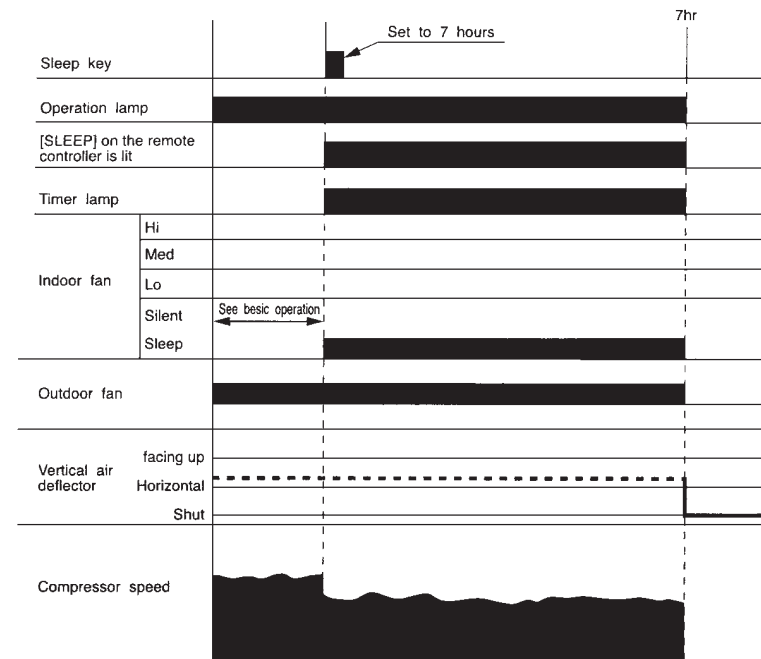 7hr
Set to 7 hours
Sleep key
Operation lamp
[SLEEP] on the remote
controller is lit
Timer lamp
Hi
Med
Indoor fan
Lo
Silent
See besic operation
Sleep
Outdoor fan
facing up
Vertical air
deflector
Horizontal
Shut
Compressor speed